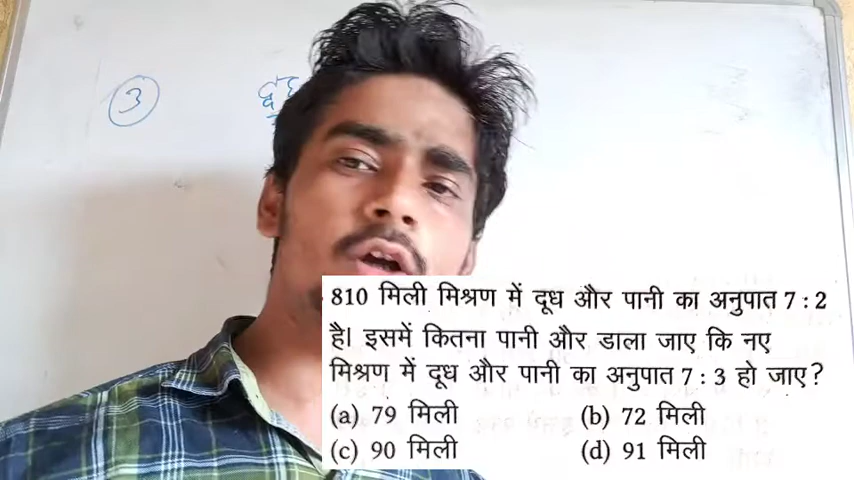 3
दूध
810 मिली मिश्रण में दूध और पानी का अनुपात 7 : 2
है। इसमें कितना पानी और डाला जाए कि नए
मिश्रण में दूध और पानी का अनुपात 7 : 3 हो जाए?
(a) 79 मिली (b) 72 मिली
(c) 90 मिली (d) 91 मिली